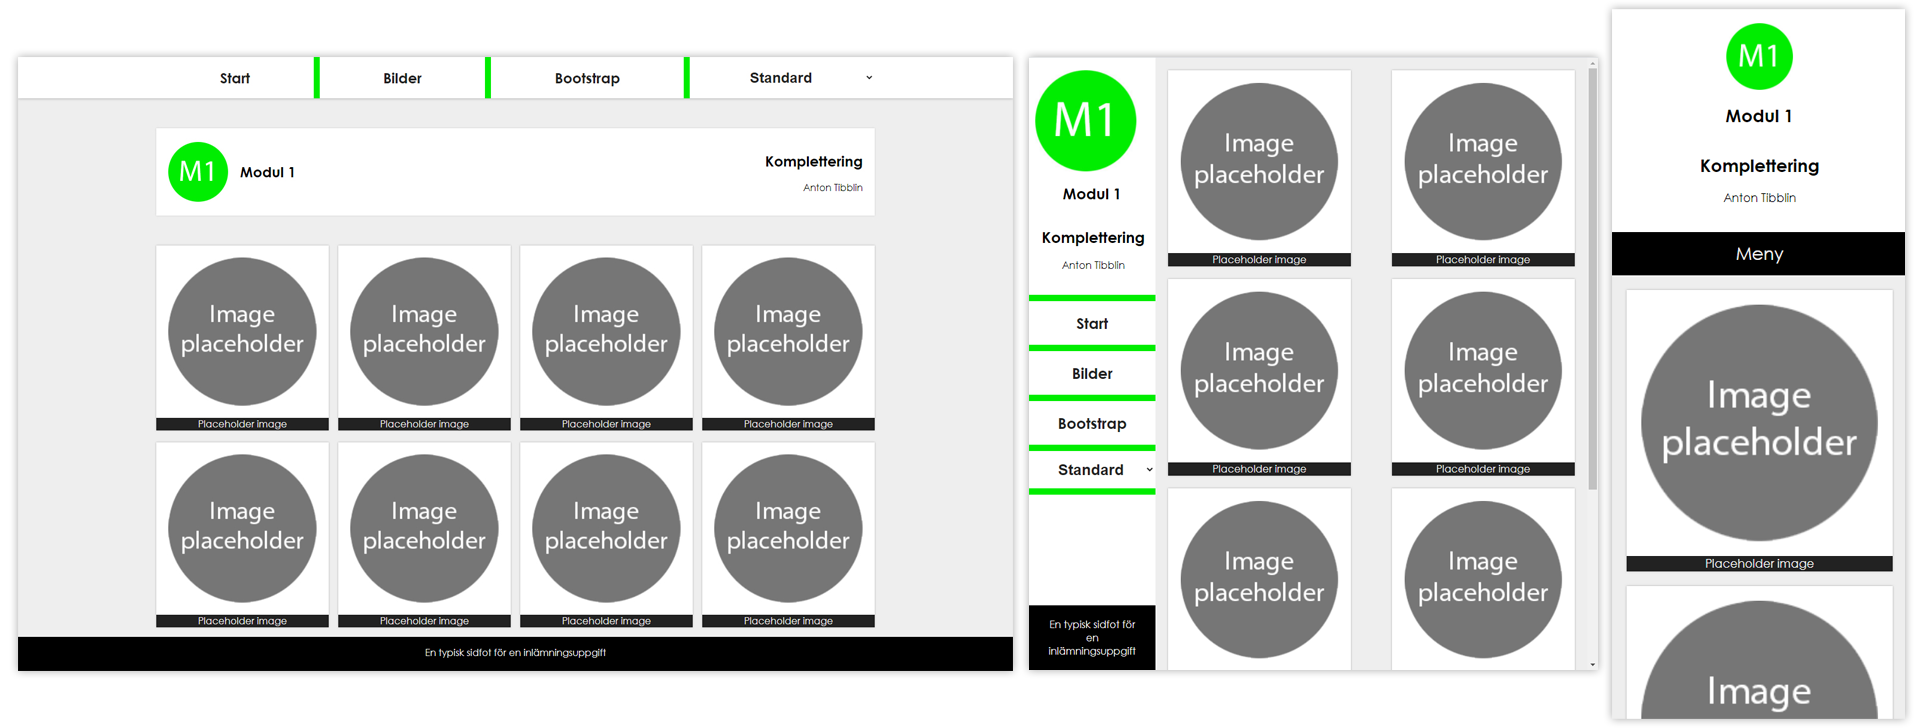 Start
Bilder
Bootstrap
Standard
M1
Modul 1
Komplettering
Anton Tibblin
Image
placeholder
Image
placeholder
Image
placeholder
Image
placeholder
Placeholder image
Placeholder image
Placeholder image
Placeholder image
Image
placeholder
Image
placeholder
Image
placeholder
Image
placeholder
Placeholder image
Placeholder image
Placeholder image
Placeholder image
En typisk sidfot för en inlämningsuppgift
M1
Modul 1
Komplettering
Anton Tibblin
Start
Bilder
Bootstrap
Standard
En typisk sidfot för
en
inlämningsuppgift
Image
placeholder
Image
placeholder
Placeholder image
Placeholder image
Image
placeholder
Image
placeholder
Placeholder image
Placeholder image
Image
placeholder
Image
placeholder
M1
Modul 1
Komplettering
Anton Tibblin
Meny
Image
placeholder
Placeholder image
Image